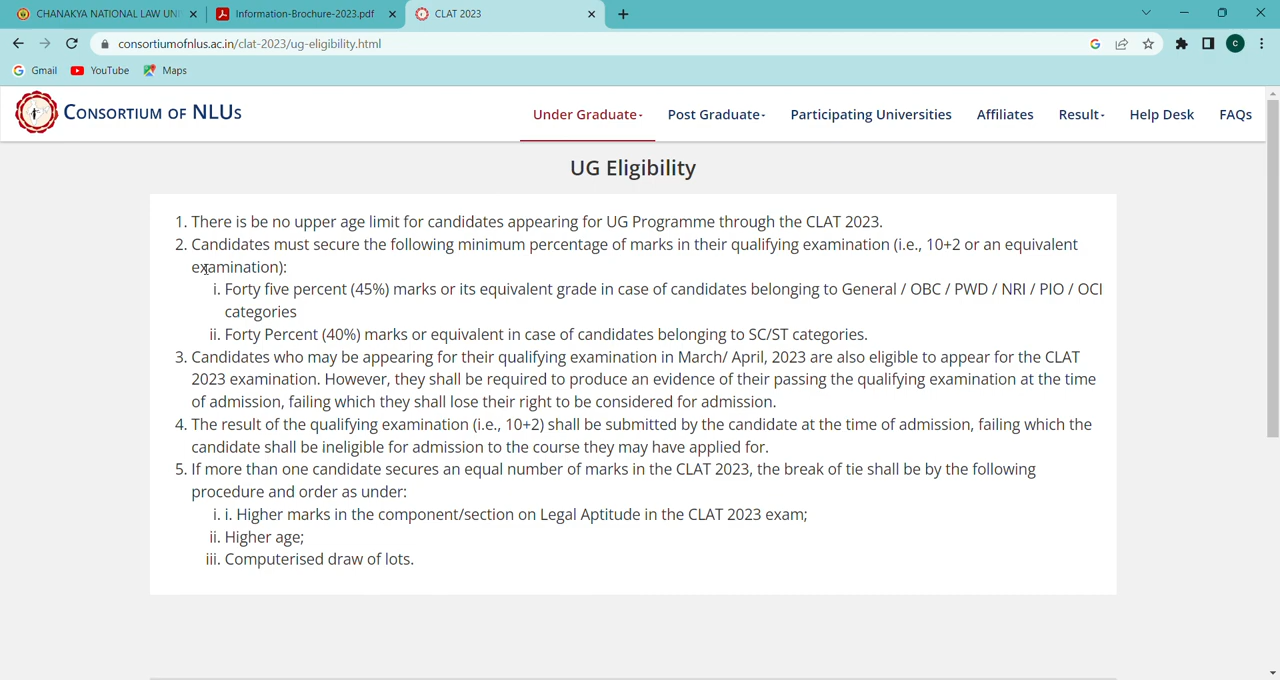 CHANAKYA NATIONAL LAW UNI
Information-Brochure-2023.pdf
CLAT 2023
consortiumofnlus.ac.in/clat-2023/ug-eligibility.html
C
Gmail
YouTube
Maps
CONSORTIUM OF NLUS
Under Graduate
Post Graduate
Participating Universities
Affiliates
Result
Help Desk
FAQs
UG Eligibility
1. There is be no upper age limit for candidates appearing for UG Programme through the CLAT 2023.
2. Candidates must secure the following minimum percentage of marks in their qualifying examination (i.e., 10+2 or an equivalent
examination):
i. Forty five percent (45%) marks or its equivalent grade in case of candidates belonging to General / OBC / PWD / NRI / PIO / OCI
categories
ii. Forty Percent (40%) marks or equivalent in case of candidates belonging to SC/ST categories.
3. Candidates who may be appearing for their qualifying examination in March/ April, 2023 are also eligible to appear for the CLAT
2023 examination. However, they shall be required to produce an evidence of their passing the qualifying examination at the time
of admission, failing which they shall lose their right to be considered for admission.
4. The result of the qualifying examination (i.e., 10+2) shall be submitted by the candidate at the time of admission, failing which the
candidate shall be ineligible for admission to the course they may have applied for.
5. If more than one candidate secures an equal number of marks in the CLAT 2023, the break of tie shall be by the following
procedure and order as under:
i. i. Higher marks in the component/section on Legal Aptitude in the CLAT 2023 exam;
ii. Higher age;
iii. Computerised draw of lots.